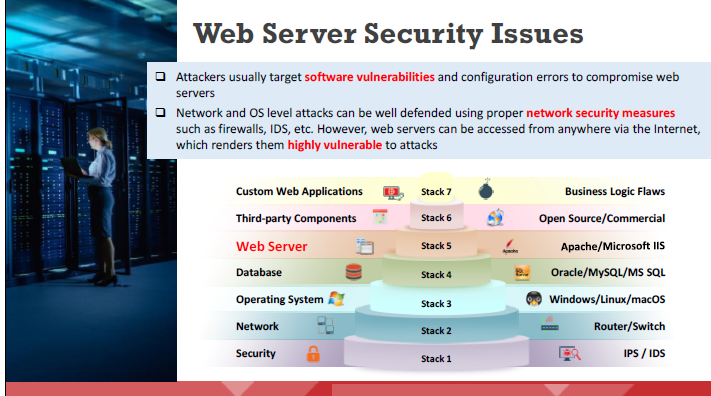 Web Server Security Issues
❑ Attackers usually target software vulnerabilities and configuration errors to compromise web
servers
❑ Network and OS level attacks can be well defended using proper network security measures
such as firewalls, IDS, etc. However, web servers can be accessed from anywhere via the Internet,
which renders them highly vulnerable to attacks
Custom Web Applications Stack 7 Business Logic Flaws
Third-party Components Stack 6 Open Source/Commercial
Web Server Stack 5 Apache Apache/Microsoft IIS
Database Stack 4 Oracle/MySQL/MS SQL
Operating System Stack 3 Windows/Linux/macOS
Network Stack 2 Router/Switch
Security Stack 1 IPS / IDS